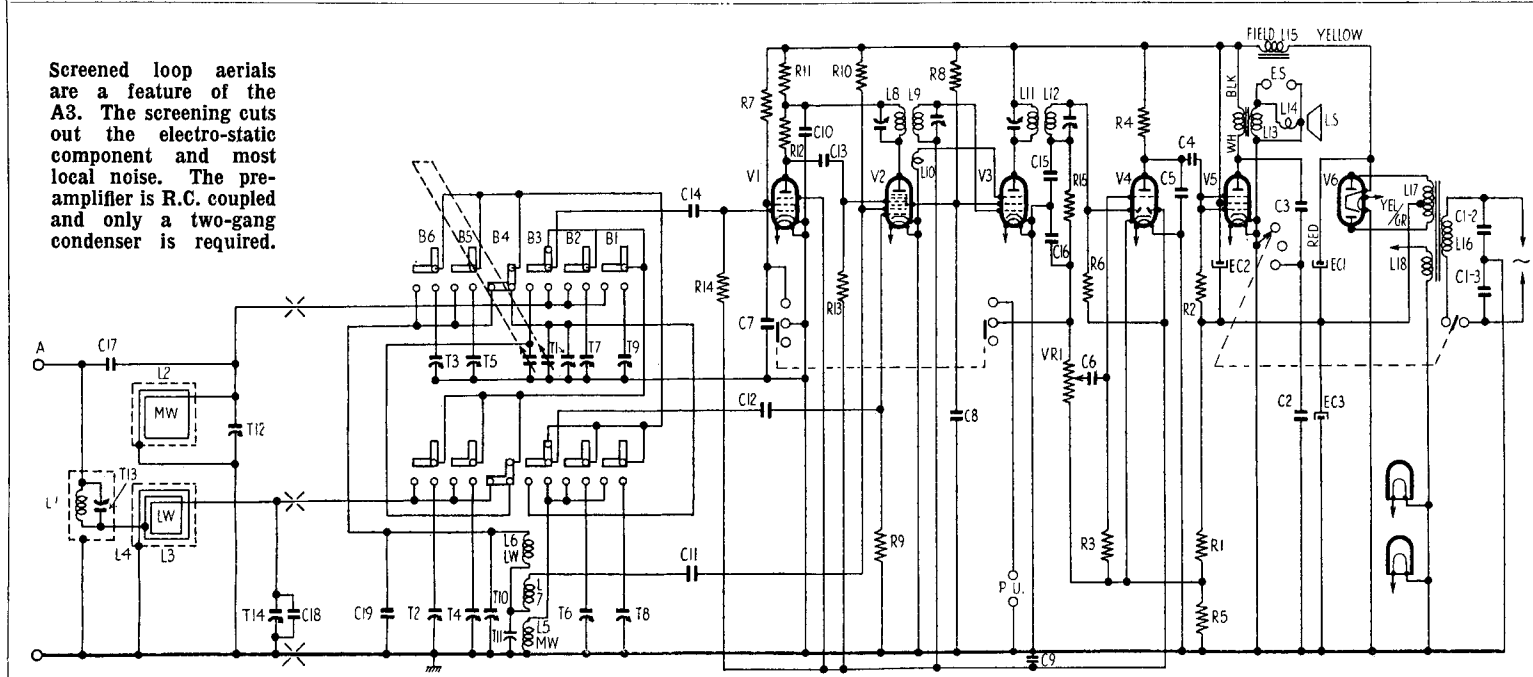 Screened loop aerials
are a feature of the
A3. The screening cuts
out the electro-static
component and most
local noise. The pre-
amplifier is R.C. coupled
and only a two-gang
condenser is required.
FIELD L15 YELLOW
R11 R10 R8 L8 L9 L11 L12 BLK E.S
R7 C10 R4 L14 LS
R12 C13 WH L13
V1 V2 L10 V3 C15 R15 V4 C4 C5 V5 V6 L17
C14 C3 YEL/GR C1-2
B6 B5 B4 B3 B2 B1 C16 RED L16
R14 R13 R6 EC2 EC1 L18 C1-3
C7 R2
A C17 T3 T5 T1 T7 T9 VR1 C6
L2
MW C12 C8 C2 EC3
T12
T13
L1 LW
L4 L3 R9 R3 R1
L6
LW C11
L7 P.U.
T14 C18 C19 T2 T4 T10 T6 T8 R5
T11 L5
MW
C9